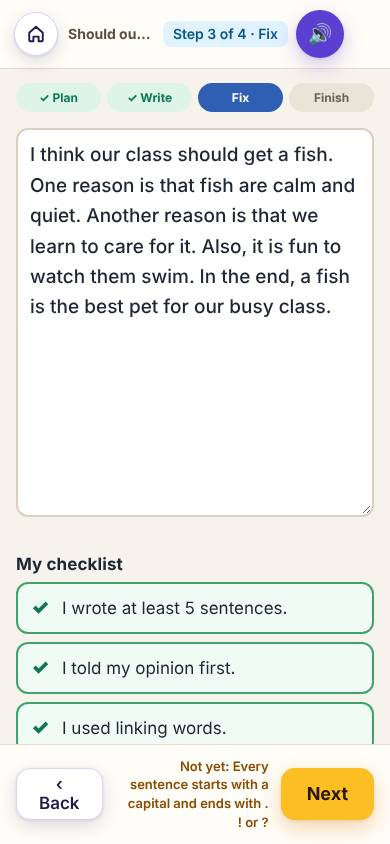 Should ou...
Step 3 of 4 · Fix
✓ Plan
✓ Write
Fix
Finish
I think our class should get a fish.
One reason is that fish are calm and
quiet. Another reason is that we
learn to care for it. Also, it is fun to
watch them swim. In the end, a fish
is the best pet for our busy class.
My checklist
I wrote at least 5 sentences.
I told my opinion first.
I used linking words.
‹
Back
Not yet: Every
sentence starts with a
capital and ends with .
! or ?
Next